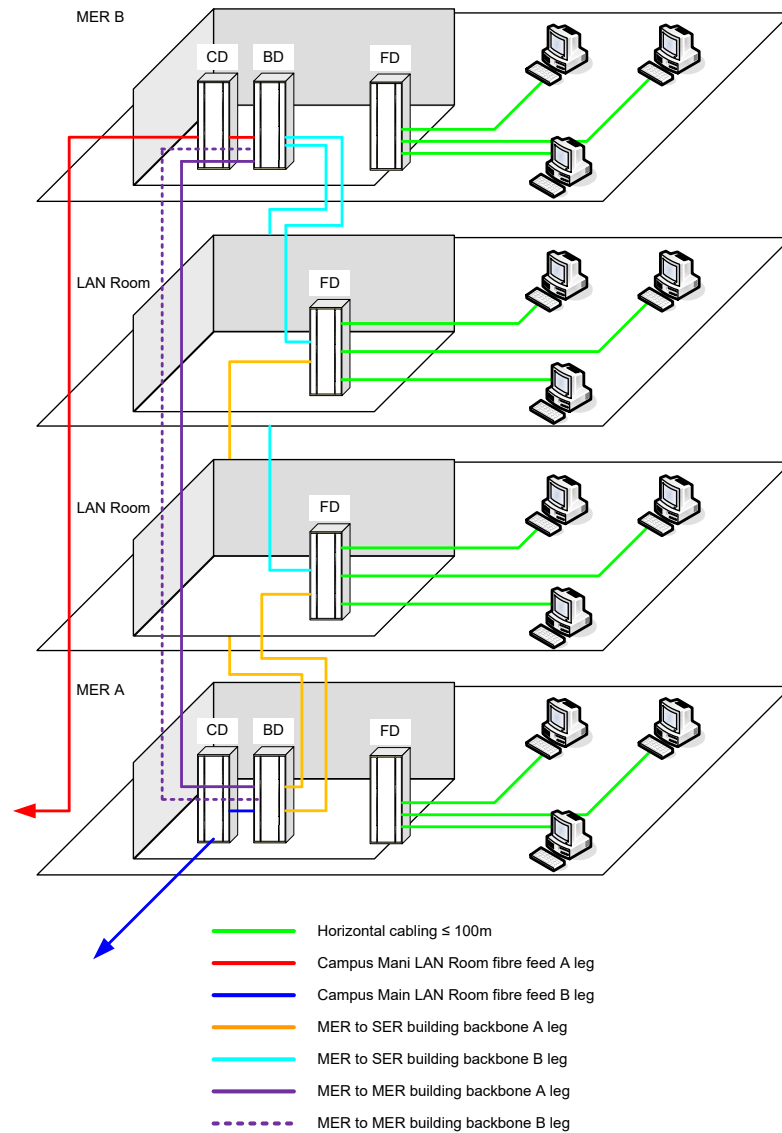 MER B
CD
BD
FD
LAN Room
FD
LAN Room
FD
MER A
CD
BD
FD
Horizontal cabling ≤ 100m
Campus Mani LAN Room fibre feed A leg
Campus Main LAN Room fibre feed B leg
MER to SER building backbone A leg
MER to SER building backbone B leg
MER to MER building backbone A leg
MER to MER building backbone B leg